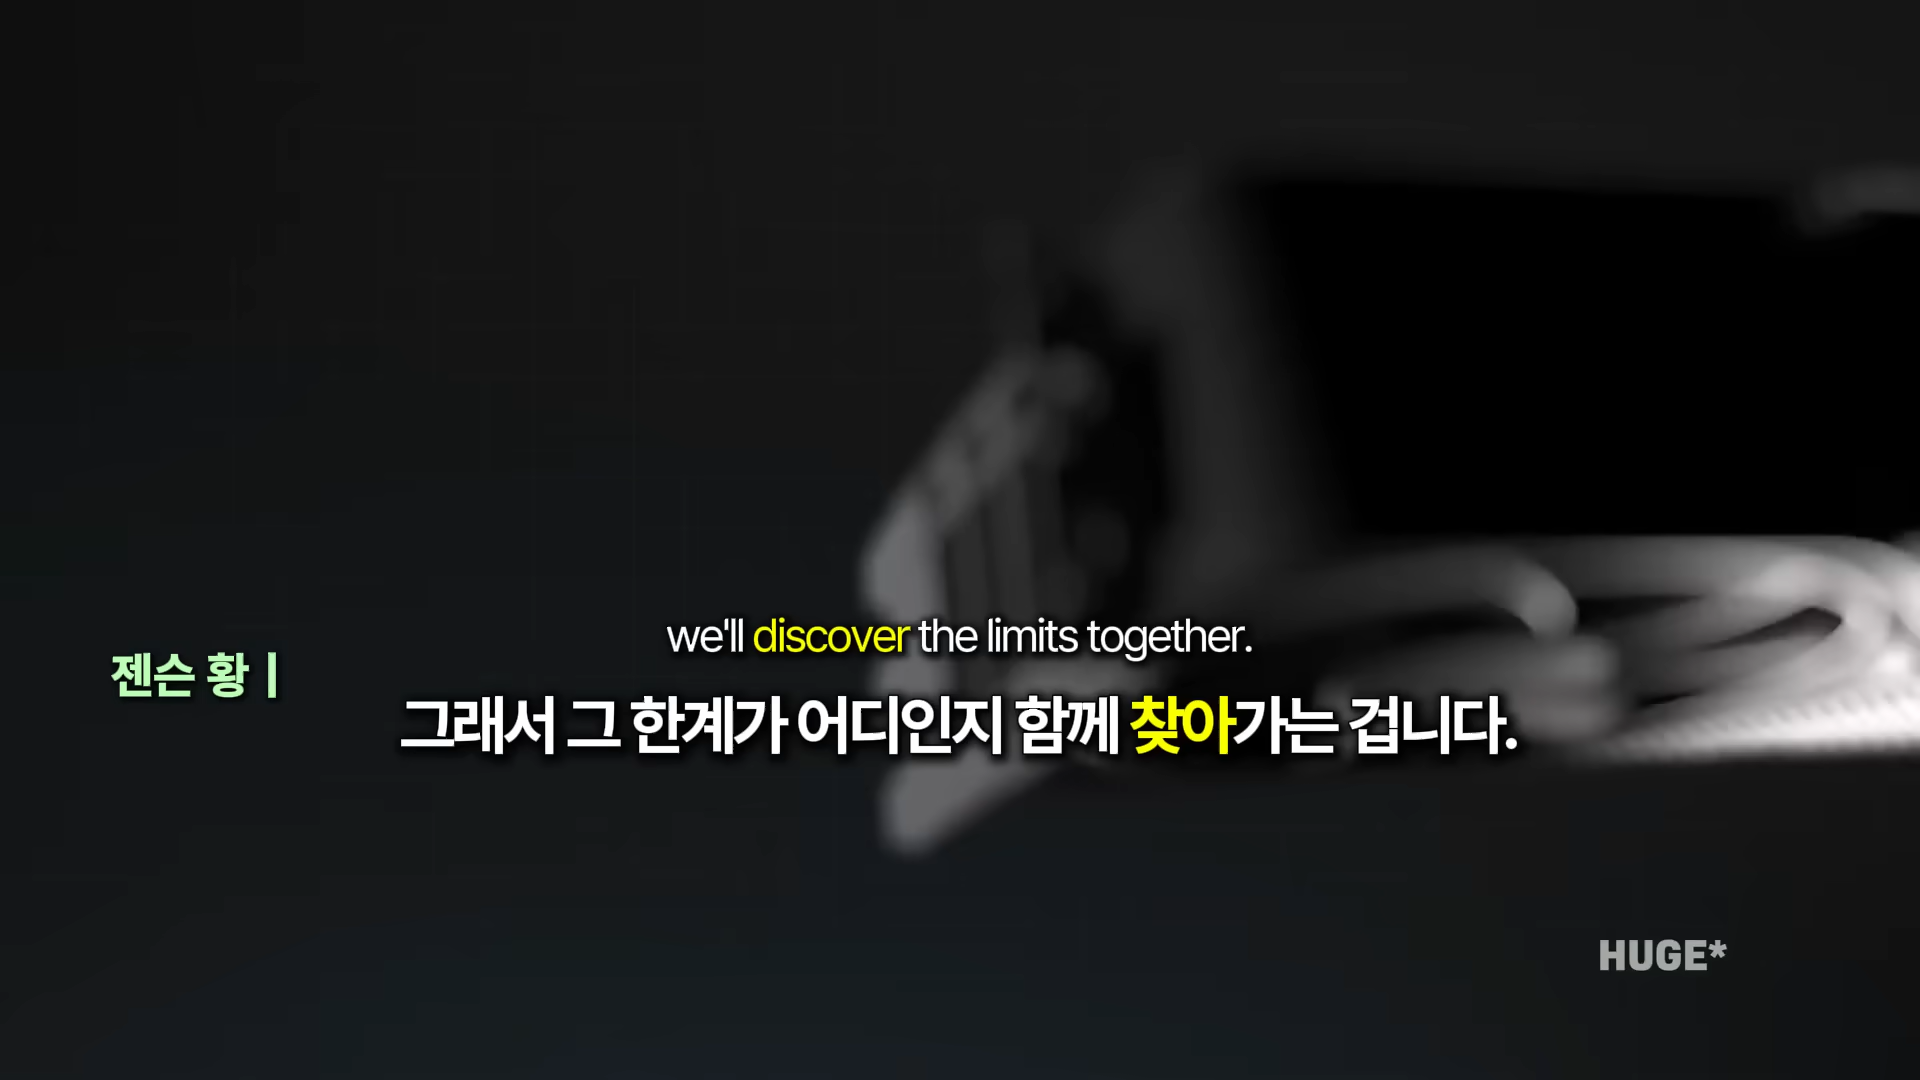 we'll discover the limits together.
젠슨 황 |
그래서 그 한계가 어디인지 함께 찾아가는 겁니다.
HUGE*